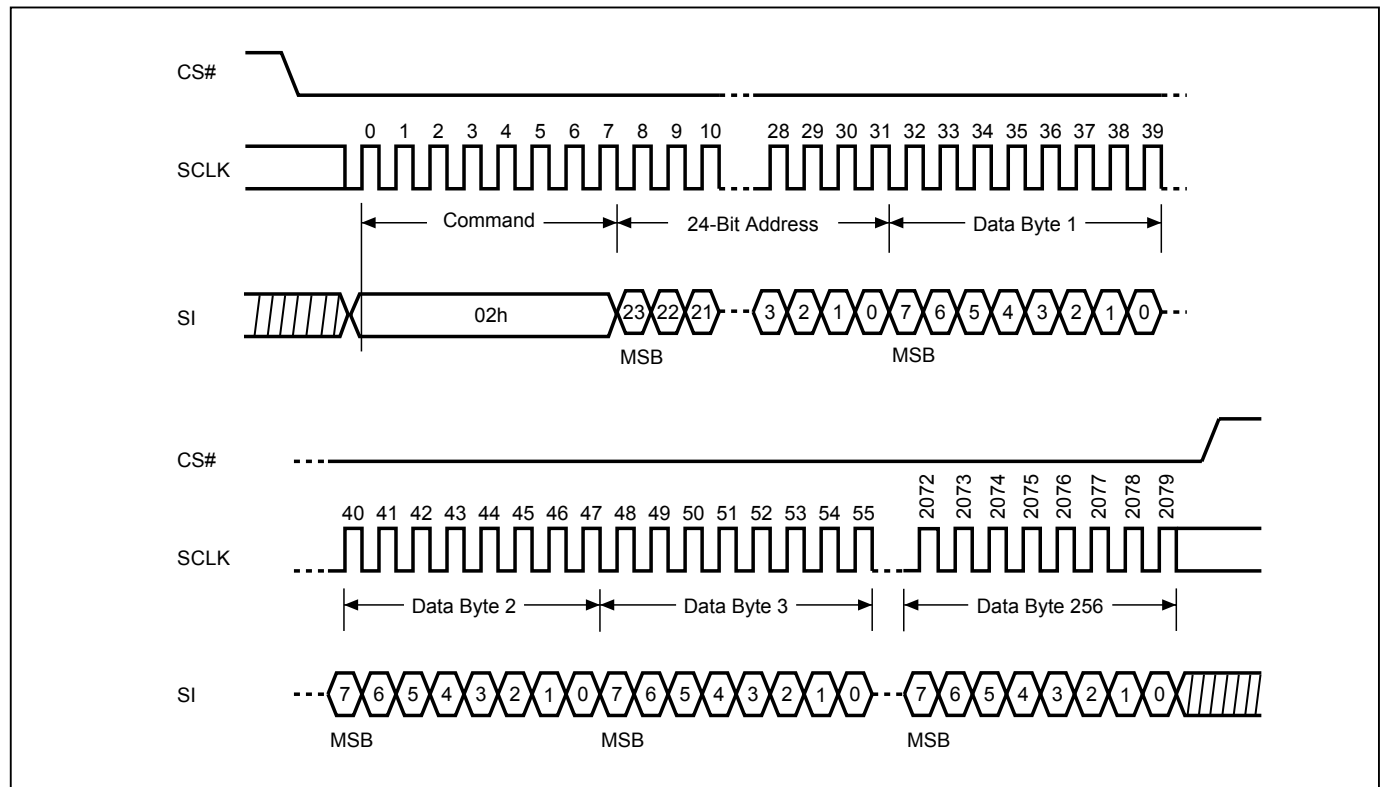 CS#
0 1 2 3 4 5 6 7 8 9 10 28 29 30 31 32 33 34 35 36 37 38 39
SCLK
Command 24-Bit Address Data Byte 1
SI 02h 23 22 21 3 2 1 0 7 6 5 4 3 2 1 0
MSB MSB
CS#
2072 2073 2074 2075 2076 2077 2078 2079
40 41 42 43 44 45 46 47 48 49 50 51 52 53 54 55
SCLK
Data Byte 2 Data Byte 3 Data Byte 256
SI 7 6 5 4 3 2 1 0 7 6 5 4 3 2 1 0 7 6 5 4 3 2 1 0
MSB MSB MSB